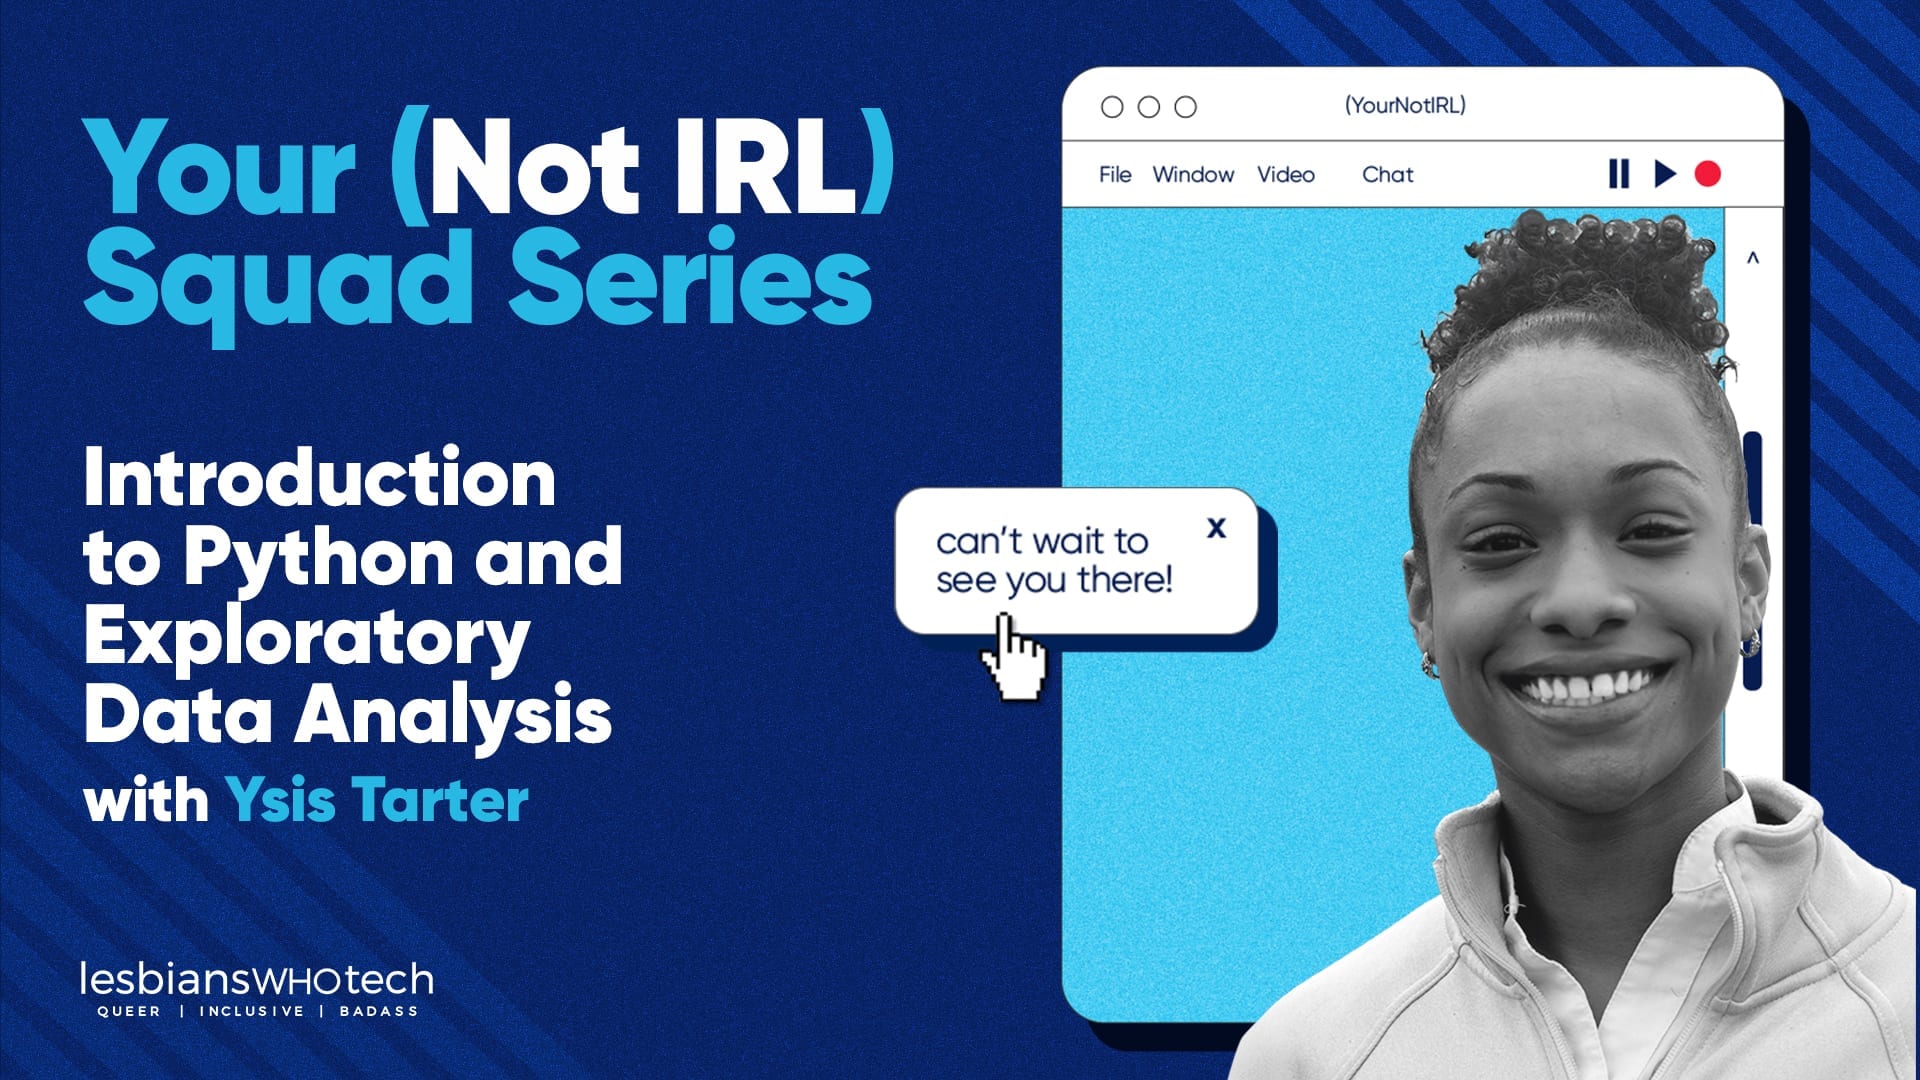 Your (Not IRL)
Squad Series
Introduction
to Python and
Exploratory
Data Analysis
with Ysis Tarter
lesbiansWHOtech
QUEER | INCLUSIVE | BADASS
(YourNotIRL)
File Window Video Chat
^
can't wait to
see you there!
x